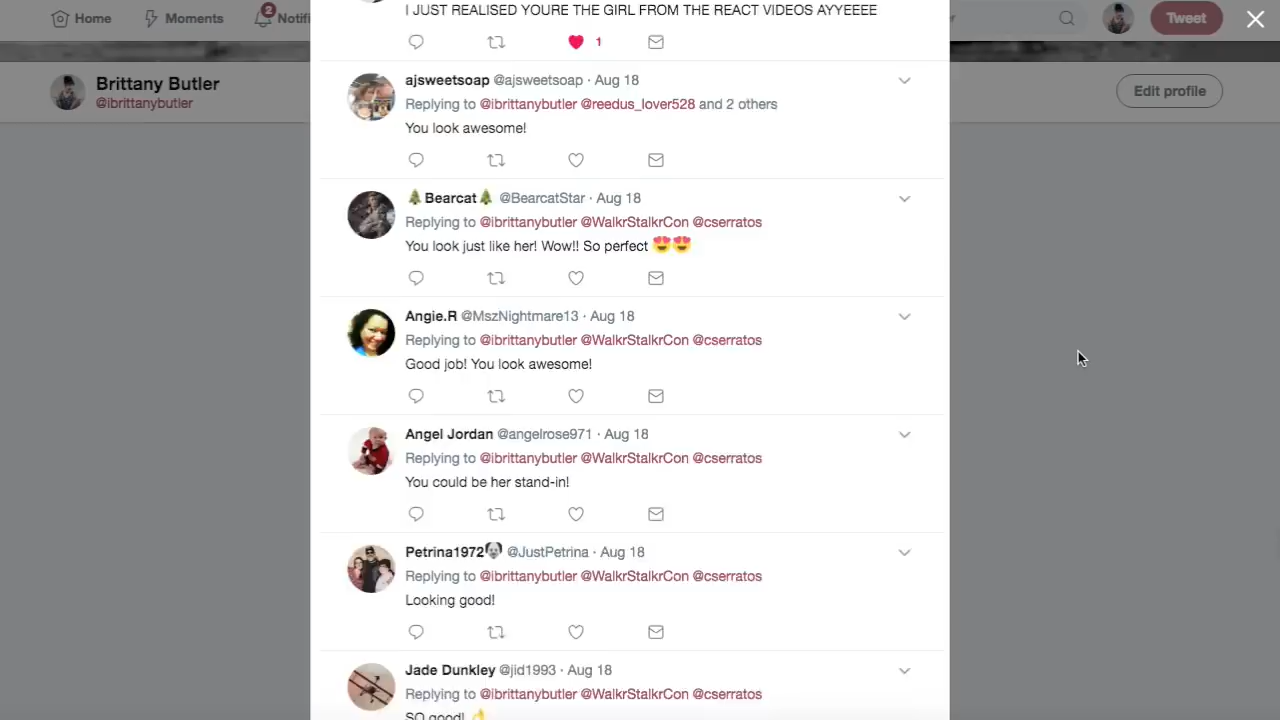 I JUST REALISED YOURE THE GIRL FROM THE REACT VIDEOS AYYEEEE
Home Moments Notifi Tweet
2
1
Brittany Butler
@ibrittanybutler
Edit profile
ajsweetsoap @ajsweetsoap · Aug 18
Replying to @ibrittanybutler @reedus_lover528 and 2 others
You look awesome!
🌲Bearcat🌲 @BearcatStar · Aug 18
Replying to @ibrittanybutler @WalkrStalkrCon @cserratos
You look just like her! Wow!! So perfect 😍😍
Angie.R @MszNightmare13 · Aug 18
Replying to @ibrittanybutler @WalkrStalkrCon @cserratos
Good job! You look awesome!
Angel Jordan @angelrose971 · Aug 18
Replying to @ibrittanybutler @WalkrStalkrCon @cserratos
You could be her stand-in!
Petrina1972 @JustPetrina · Aug 18
Replying to @ibrittanybutler @WalkrStalkrCon @cserratos
Looking good!
Jade Dunkley @jid1993 · Aug 18
Replying to @ibrittanybutler @WalkrStalkrCon @cserratos
SO good! 👌